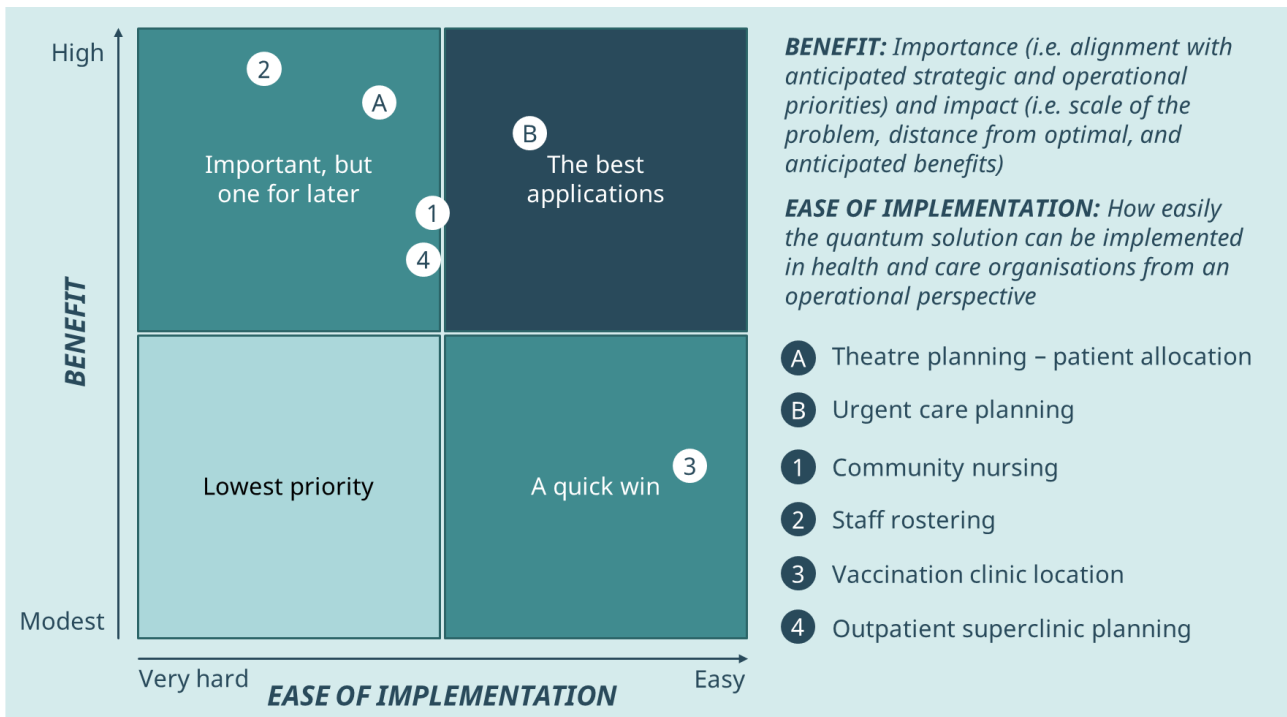 High
2
A
B
Important, but
one for later
The best
applications
1
4
BENEFIT
Lowest priority
A quick win
3
Modest
Very hard
EASE OF IMPLEMENTATION
Easy
BENEFIT: Importance (i.e. alignment with
anticipated strategic and operational
priorities) and impact (i.e. scale of the
problem, distance from optimal, and
anticipated benefits)
EASE OF IMPLEMENTATION: How easily
the quantum solution can be implemented
in health and care organisations from an
operational perspective
A Theatre planning – patient allocation
B Urgent care planning
1 Community nursing
2 Staff rostering
3 Vaccination clinic location
4 Outpatient superclinic planning